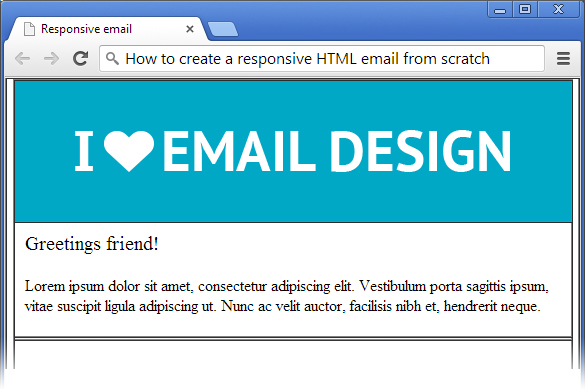 Responsive email
How to create a responsive HTML email from scratch
I ♥ EMAIL DESIGN
Greetings friend!
Lorem ipsum dolor sit amet, consectetur adipiscing elit. Vestibulum porta sagittis ipsum,
vitae suscipit ligula adipiscing ut. Nunc ac velit auctor, facilisis nibh et, hendrerit neque.